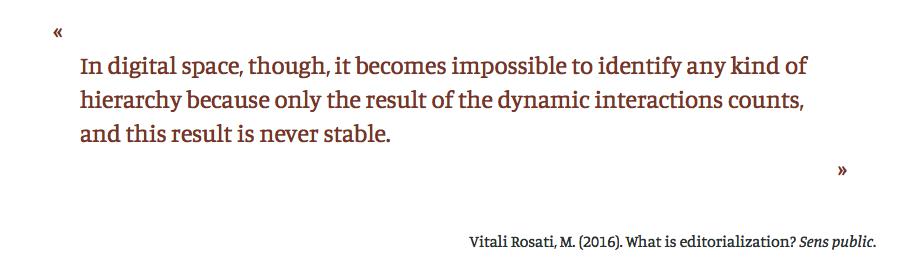 «
In digital space, though, it becomes impossible to identify any kind of
hierarchy because only the result of the dynamic interactions counts,
and this result is never stable.
»
Vitali Rosati, M. (2016). What is editorialization? Sens public.